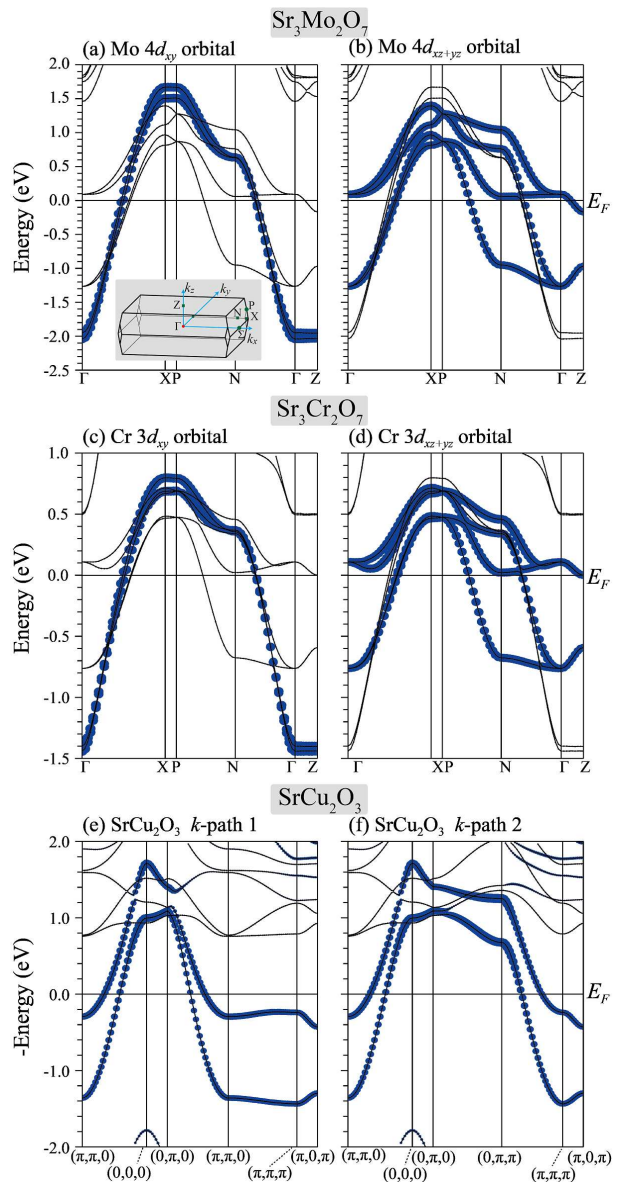 Sr3Mo2O7
(a) Mo 4dxy orbital
(b) Mo 4dxz+yz orbital
Energy (eV)
2.0
1.5
1.0
0.5
0.0
-0.5
-1.0
-1.5
-2.0
-2.5
kz
ky
kx
Z
Γ
N
P
X
Σ
EF
Γ X P N Γ Z
Γ X P N Γ Z
Sr3Cr2O7
(c) Cr 3dxy orbital
(d) Cr 3dxz+yz orbital
Energy (eV)
1.0
0.5
0.0
-0.5
-1.0
-1.5
EF
Γ X P N Γ Z
Γ X P N Γ Z
SrCu2O3
(e) SrCu2O3 k-path 1
(f) SrCu2O3 k-path 2
-Energy (eV)
2.0
1.0
0.0
-1.0
-2.0
EF
(π,π,0) (0,0,0) (0,π,0) (π,π,0) (π,π,π) (π,0,π)
(π,π,0) (0,0,0) (0,π,0) (0,π,π) (π,π,π) (π,0,π)